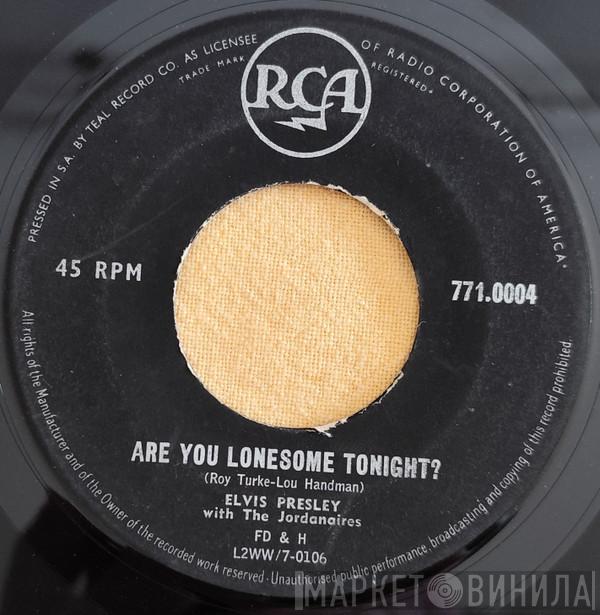 PRESSED IN S.A. BY TEAL RECORD CO. AS LICENSEE OF RADIO CORPORATION OF AMERICA.
TRADE MARK REGISTERED.
RCA
45 RPM
771.0004
ARE YOU LONESOME TONIGHT?
(Roy Turke-Lou Handman)
ELVIS PRESLEY
with The Jordanaires
FD & H
L2WW/7-0106
All rights of the Manufacturer and of the Owner of the recorded work reserved · Unauthorised public performance, broadcasting and copying of this record prohibited.
МАРКЕТ ВИНИЛА